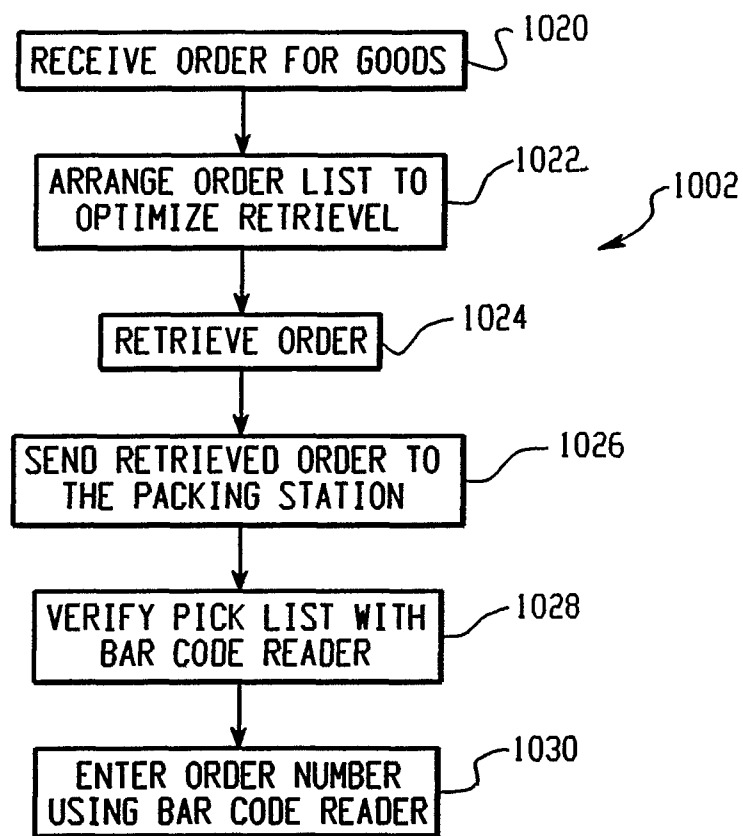 RECEIVE ORDER FOR GOODS
1020
ARRANGE ORDER LIST TO
OPTIMIZE RETRIEVEL
1022
1002
RETRIEVE ORDER
1024
SEND RETRIEVED ORDER TO
THE PACKING STATION
1026
VERIFY PICK LIST WITH
BAR CODE READER
1028
ENTER ORDER NUMBER
USING BAR CODE READER
1030